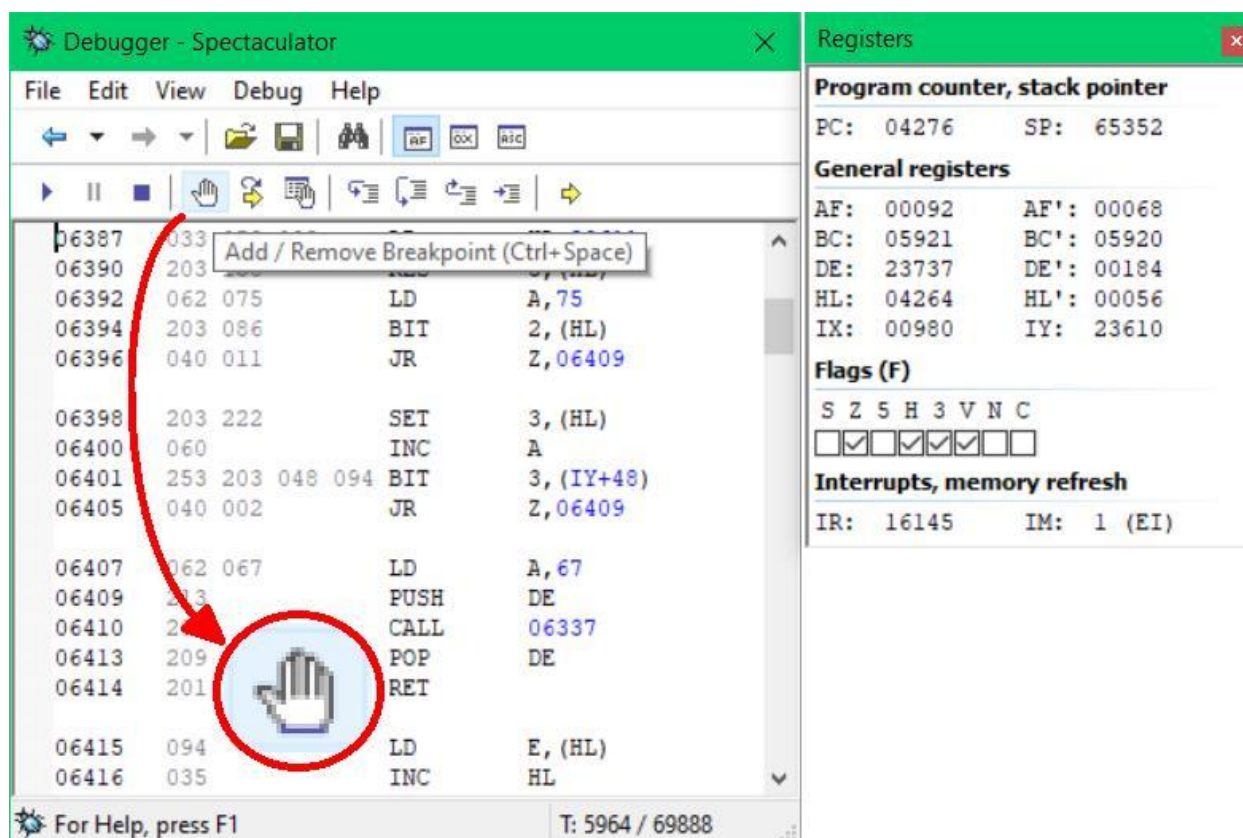 Debugger - Spectaculator
File Edit View Debug Help
AF 00X ASC
06387 033
Add / Remove Breakpoint (Ctrl+Space)
06390 203
06392 062 075 LD A,75
06394 203 086 BIT 2,(HL)
06396 040 011 JR Z,06409
06398 203 222 SET 3,(HL)
06400 060 INC A
06401 253 203 048 094 BIT 3,(IY+48)
06405 040 002 JR Z,06409
06407 062 067 LD A,67
06409 213 PUSH DE
06410 CALL 06337
06413 209 POP DE
06414 201 RET
06415 094 LD E,(HL)
06416 035 INC HL
For Help, press F1 T: 5964 / 69888
Registers
Program counter, stack pointer
PC: 04276 SP: 65352
General registers
AF: 00092 AF': 00068
BC: 05921 BC': 05920
DE: 23737 DE': 00184
HL: 04264 HL': 00056
IX: 00980 IY: 23610
Flags (F)
S Z 5 H 3 V N C
Interrupts, memory refresh
IR: 16145 IM: 1 (EI)